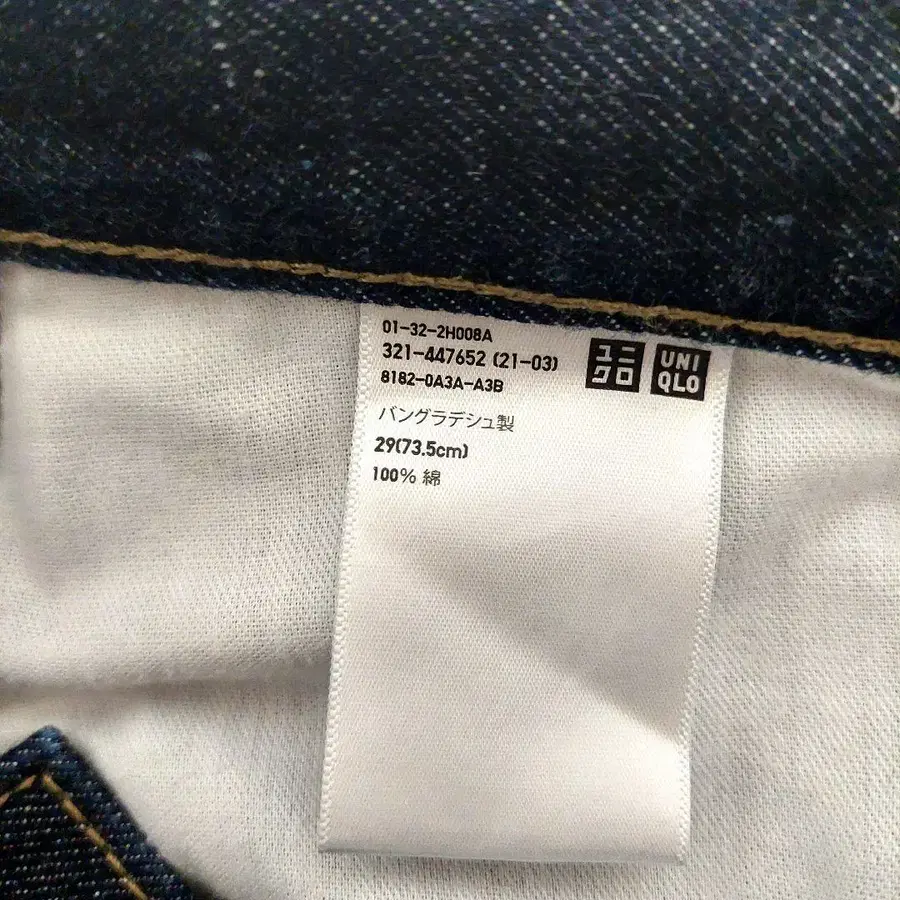 01-32-2H008A
321-447652 (21-03)
8182-0A3A-A3B
バングラデシュ製
29(73.5cm)
100% 綿
ユニ
クロ
UNI
QLO